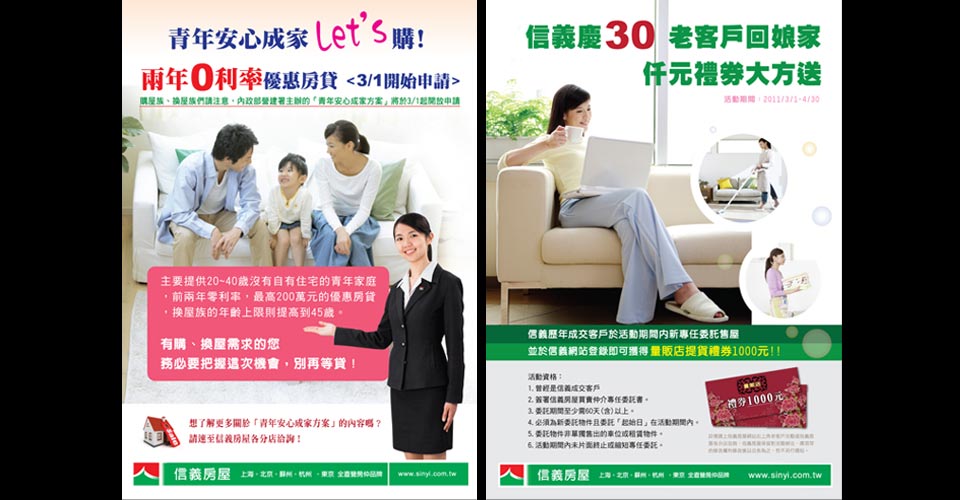 青年安心成家 Let's 購!
兩年0利率優惠房貸 <3/1開始申請>
購屋族、換屋族們請注意，內政部營建署主辦的「青年安心成家方案」將於3/1起開放申請
主要提供20~40歲沒有自有住宅的青年家庭
，前兩年零利率，最高200萬元的優惠房貸
，換屋族的年齡上限則提高到45歲。
有購、換屋需求的您
務必要把握這次機會，別再等貸！
想了解更多關於「青年安心成家方案」的內容嗎？
請速至信義房屋各分店洽詢！
信義房屋 上海・北京・蘇州・杭州・東京 全直營房仲品牌 www.sinyi.com.tw
信義慶30 老客戶回娘家
仟元禮券大方送
活動期間：2011/3/1-4/30
信義歷年成交客戶於活動期間內新專任委託售屋
並於信義網站登錄即可獲得 量販店提貨禮券1000元!!
活動資格：
1. 曾經是信義成交客戶
2. 簽署信義房屋買賣仲介專任委託書。
3. 委託期間至少需60天(含)以上。
4. 必須為新委託物件且委託「起始日」在活動期間內。
5. 委託物件非單獨售出的車位或租賃物件。
6. 活動期間內未片面終止或縮短專任委託。
禮券1000元
信義房屋 上海・北京・蘇州・杭州・東京 全直營房仲品牌 www.sinyi.com.tw